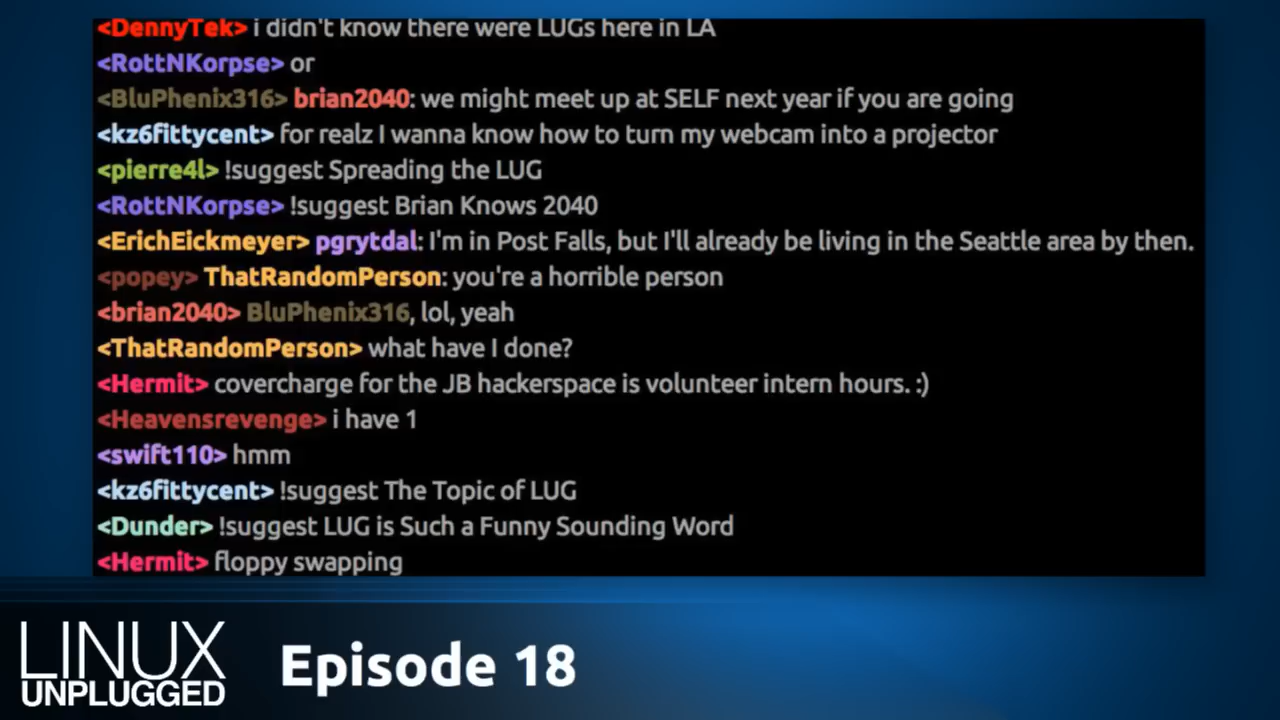 <DennyTek> i didn't know there were LUGs here in LA
<RottNKorpse> or
<BluPhenix316> brian2040: we might meet up at SELF next year if you are going
<kz6fittycent> for realz I wanna know how to turn my webcam into a projector
<pierre4l> !suggest Spreading the LUG
<RottNKorpse> !suggest Brian Knows 2040
<ErichEickmeyer> pgrytdal: I'm in Post Falls, but I'll already be living in the Seattle area by then.
<popey> ThatRandomPerson: you're a horrible person
<brian2040> BluPhenix316, lol, yeah
<ThatRandomPerson> what have I done?
<Hermit> covercharge for the JB hackerspace is volunteer intern hours. :)
<Heavensrevenge> i have 1
<swift110> hmm
<kz6fittycent> !suggest The Topic of LUG
<Dunder> !suggest LUG is Such a Funny Sounding Word
<Hermit> floppy swapping
LINUX
UNPLUGGED
Episode 18